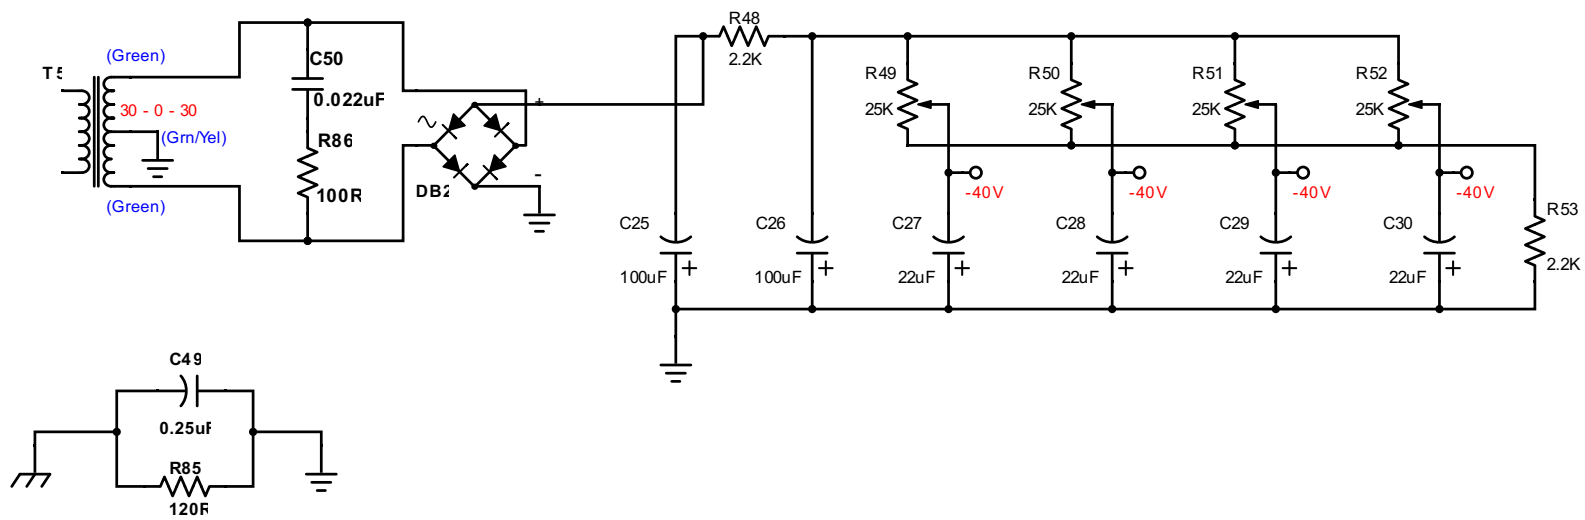 (Green)
T5
30 - 0 - 30
(Grn/Yel)
(Green)
C50
0.022uF
R86
100R
+
DB2
-
R48
2.2K
R49
25K
R50
25K
R51
25K
R52
25K
-40V
-40V
-40V
-40V
C25
100uF
+
C26
100uF
+
C27
22uF
+
C28
22uF
+
C29
22uF
+
C30
22uF
+
R53
2.2K
C49
0.25uF
R85
120R